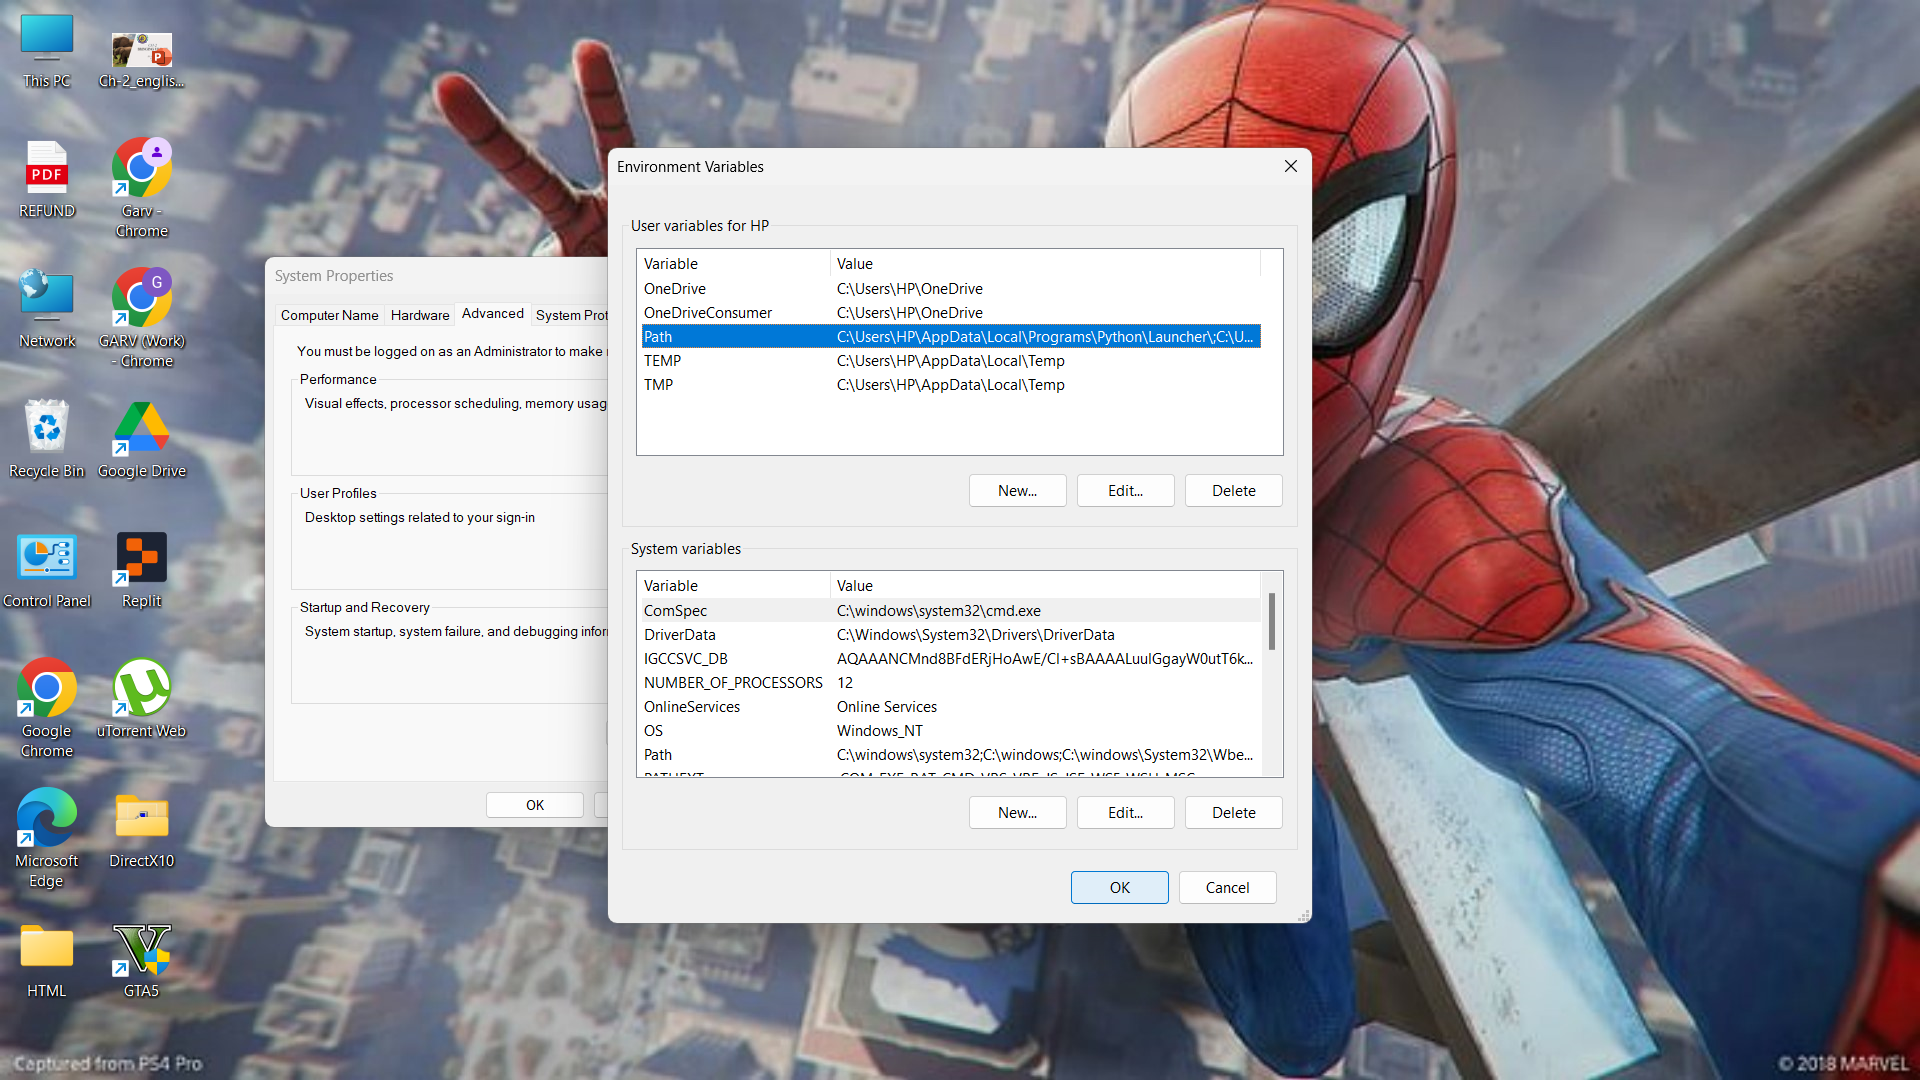 This PC
Ch-2_englis...
PDF
REFUND
Garv -
Chrome
Network
G
GARV (Work)
- Chrome
Recycle Bin
Google Drive
Control Panel
Replit
Google
Chrome
uTorrent Web
Microsoft
Edge
DirectX10
HTML
GTA5
System Properties
Computer Name
Hardware
Advanced
System Prot
You must be logged on as an Administrator to make
Performance
Visual effects, processor scheduling, memory usag
User Profiles
Desktop settings related to your sign-in
Startup and Recovery
System startup, system failure, and debugging infor
OK
Environment Variables
User variables for HP
Variable Value
OneDrive C:\Users\HP\OneDrive
OneDriveConsumer C:\Users\HP\OneDrive
Path C:\Users\HP\AppData\Local\Programs\Python\Launcher\;C:\U...
TEMP C:\Users\HP\AppData\Local\Temp
TMP C:\Users\HP\AppData\Local\Temp
New... Edit... Delete
System variables
Variable Value
ComSpec C:\windows\system32\cmd.exe
DriverData C:\Windows\System32\Drivers\DriverData
IGCCSVC_DB AQAAANCMnd8BFdERjHoAwE/Cl+sBAAAALuulGgayW0utT6k...
NUMBER_OF_PROCESSORS 12
OnlineServices Online Services
OS Windows_NT
Path C:\windows\system32;C:\windows;C:\windows\System32\Wbe...
New... Edit... Delete
OK Cancel
Captured from PS4 Pro
© 2018 MARVEL